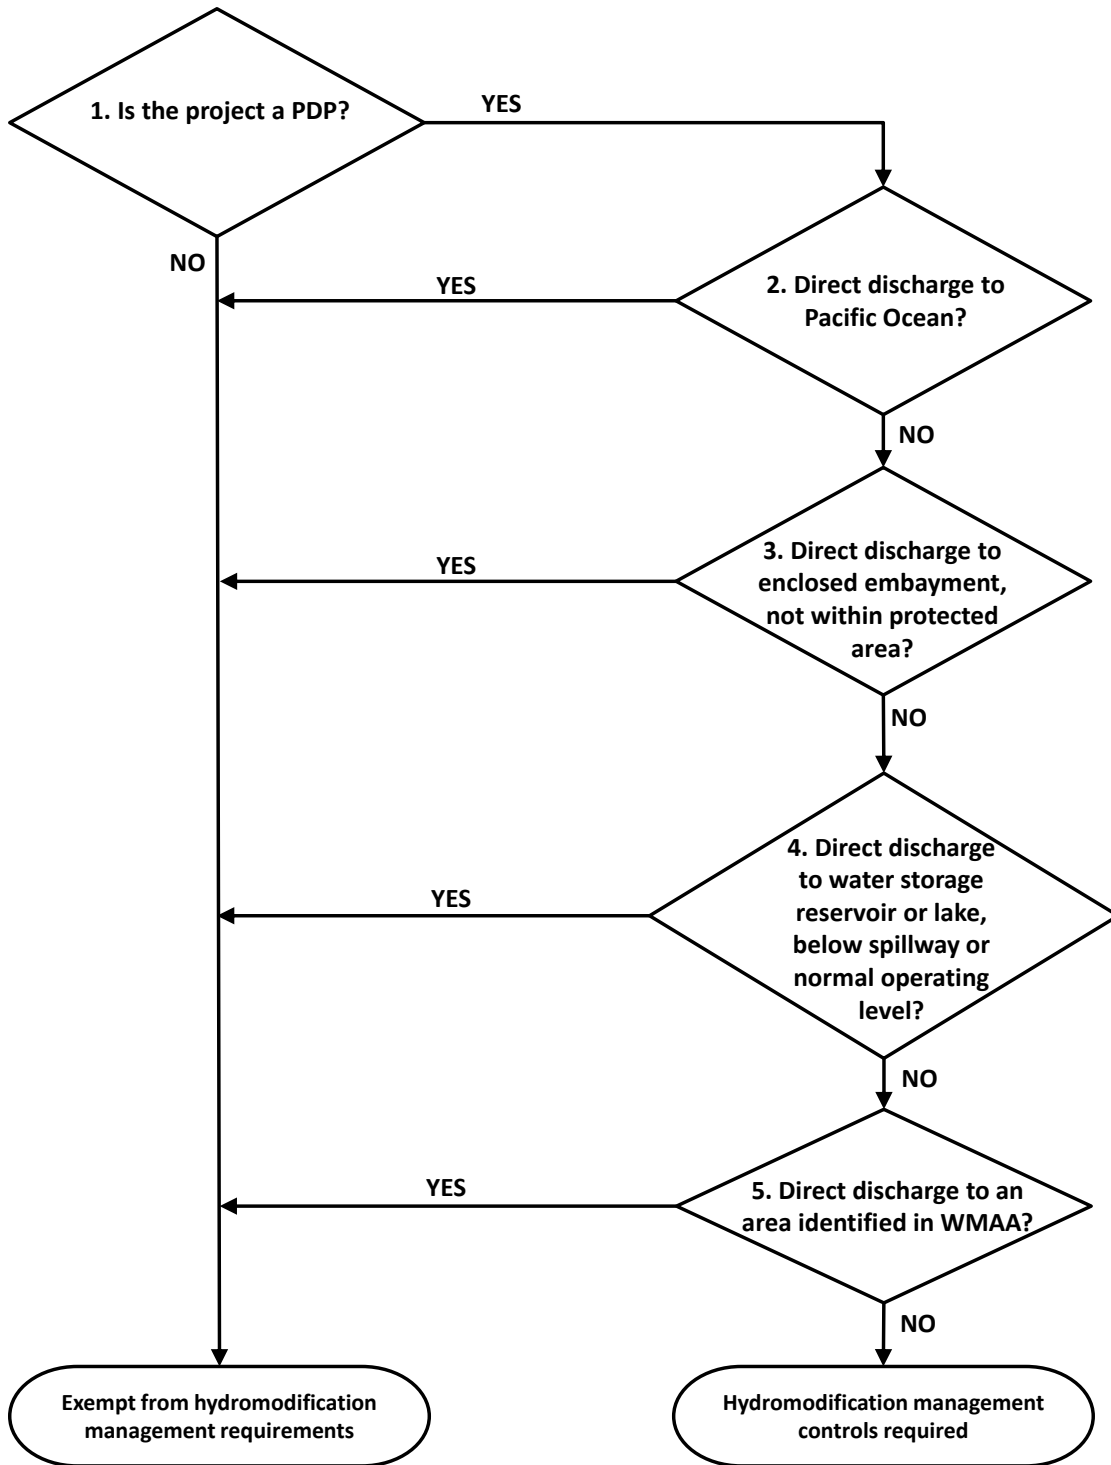 1. Is the project a PDP?
YES
NO
2. Direct discharge to
Pacific Ocean?
YES
NO
3. Direct discharge to
enclosed embayment,
not within protected
area?
YES
NO
4. Direct discharge
to water storage
reservoir or lake,
below spillway or
normal operating
level?
YES
NO
5. Direct discharge to an
area identified in WMAA?
YES
NO
Exempt from hydromodification
management requirements
Hydromodification management
controls required